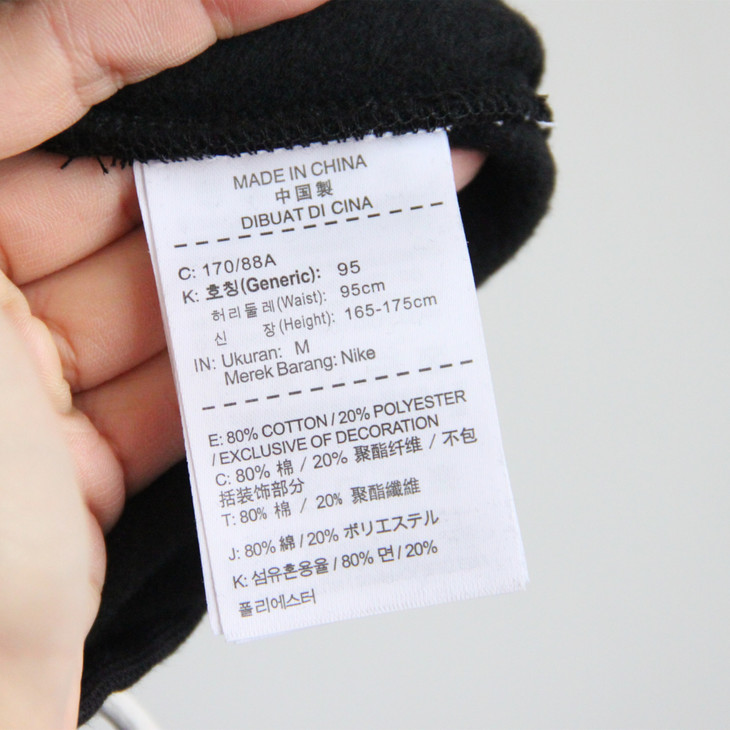 MADE IN CHINA
中国製
DIBUAT DI CINA
C: 170/88A
K: 호칭(Generic): 95
허리둘레(Waist): 95cm
신 장(Height): 165-175cm
IN: Ukuran: M
Merek Barang: Nike
E: 80% COTTON / 20% POLYESTER
/ EXCLUSIVE OF DECORATION
C: 80% 棉 / 20% 聚酯纤维 / 不包
括装饰部分
T: 80% 棉 / 20% 聚酯纖維
J: 80% 綿 / 20% ポリエステル
K: 섬유혼용율 / 80% 면 / 20%
폴리에스터